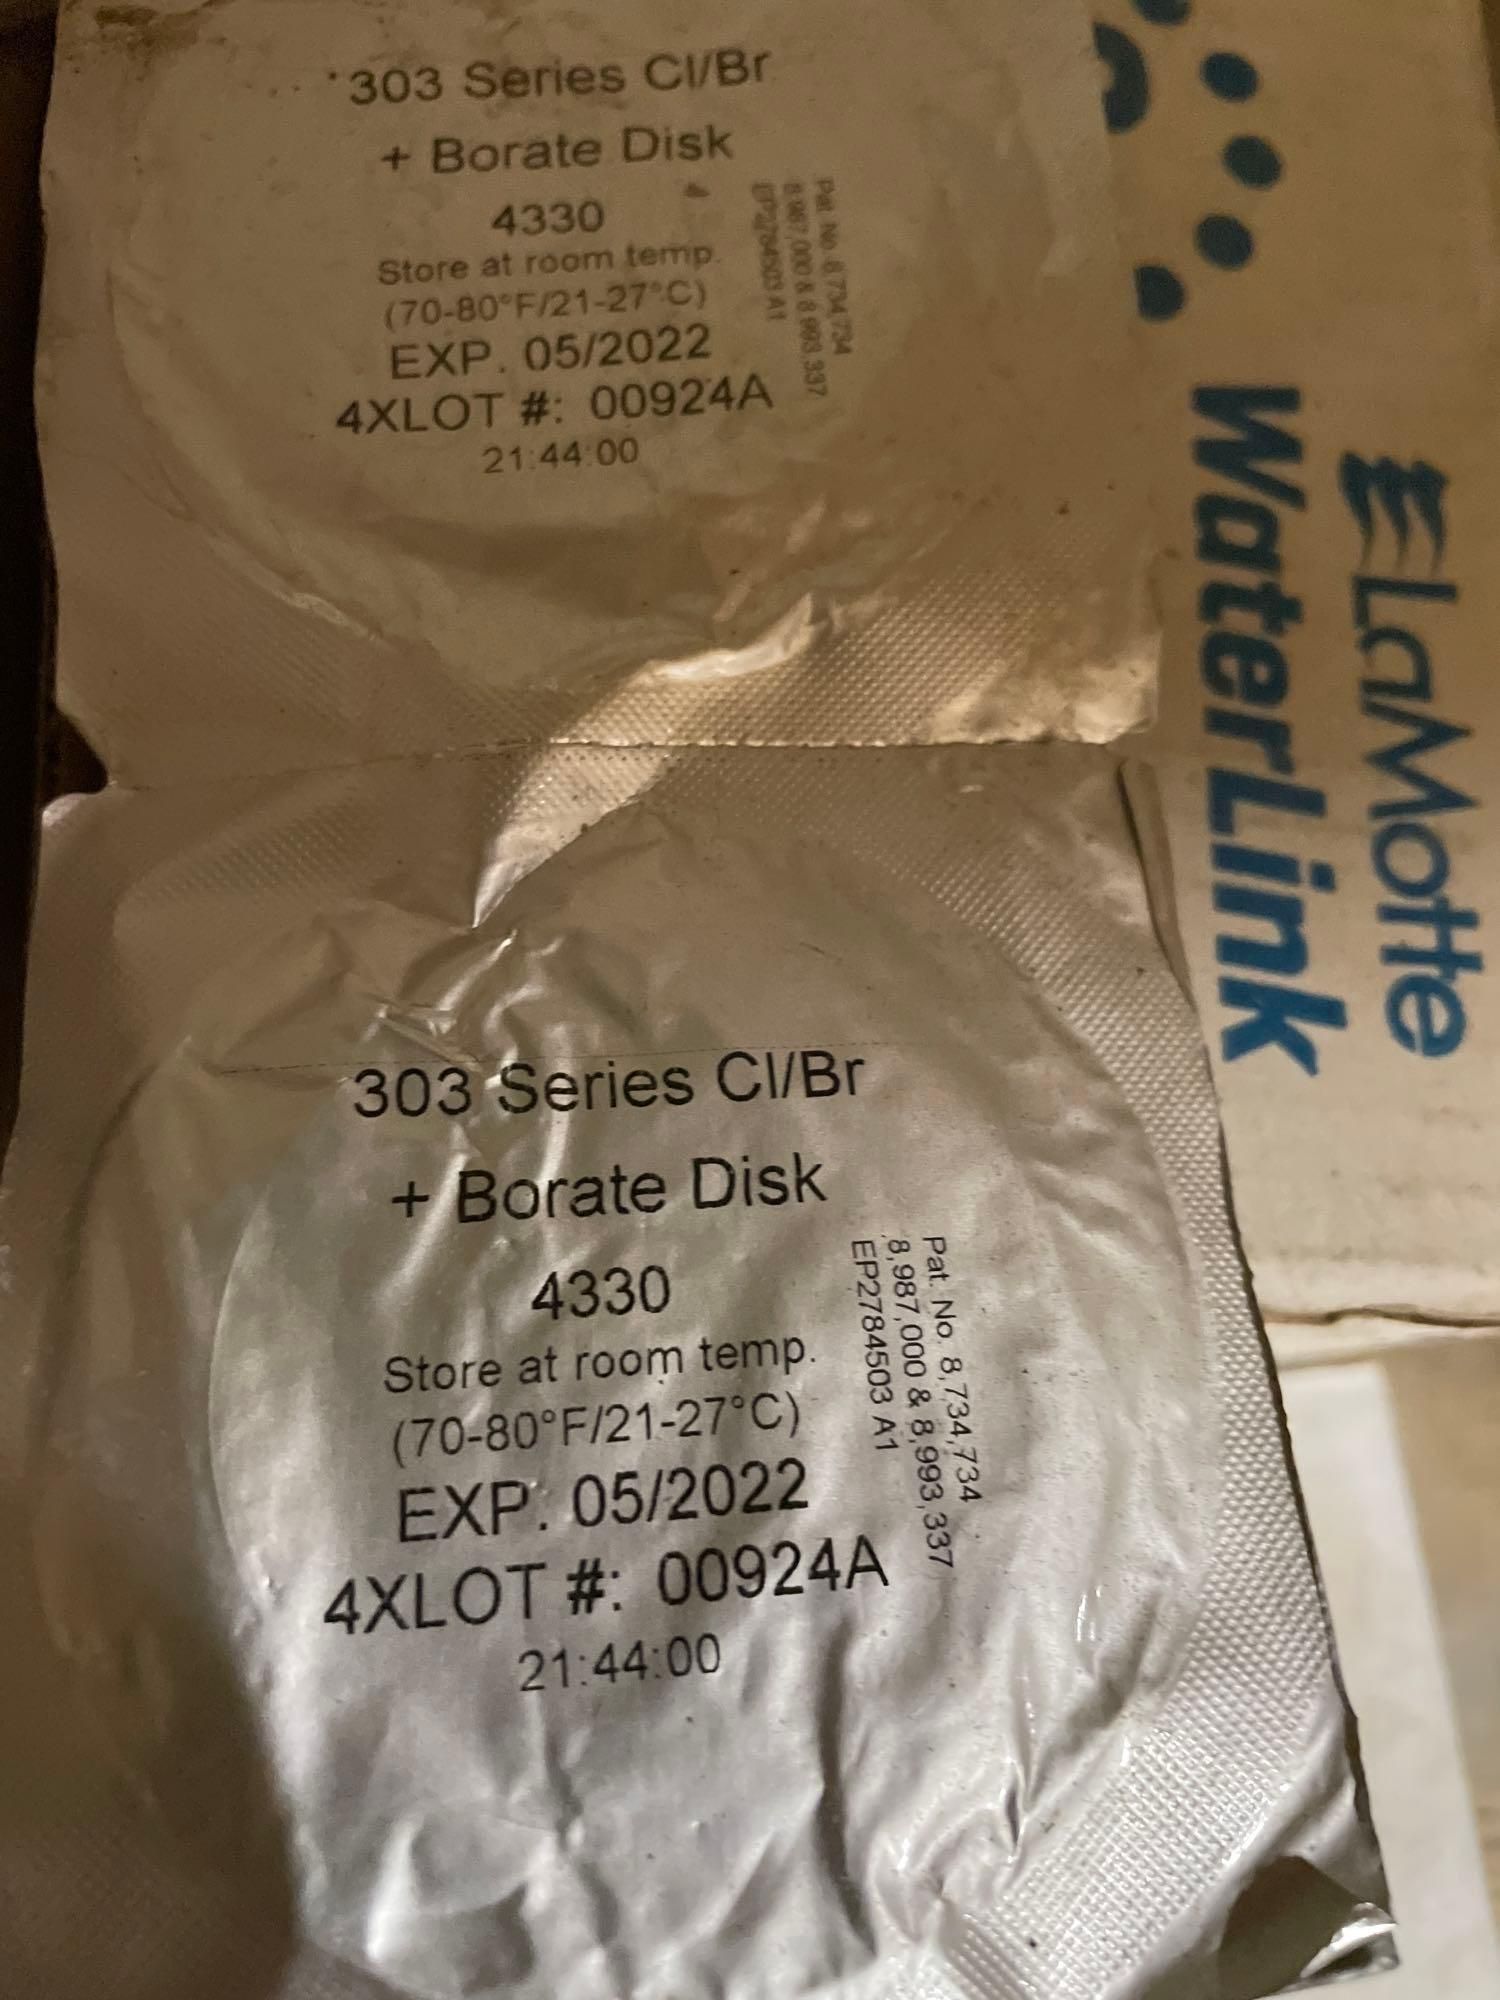 303 Series Cl/Br
+ Borate Disk
4330
Store at room temp.
(70-80°F/21-27°C)
EXP. 05/2022
4XLOT #: 00924A
21:44:00
Pat. No. 8,734,734
8,987,000 & 8,993,337
EP2784503 A1
LaMotte
WaterLink
303 Series Cl/Br
+ Borate Disk
4330
Store at room temp.
(70-80°F/21-27°C)
EXP. 05/2022
4XLOT #: 00924A
21:44:00
Pat. No. 8,734,734
8,987,000 & 8,993,337
EP2784503 A1